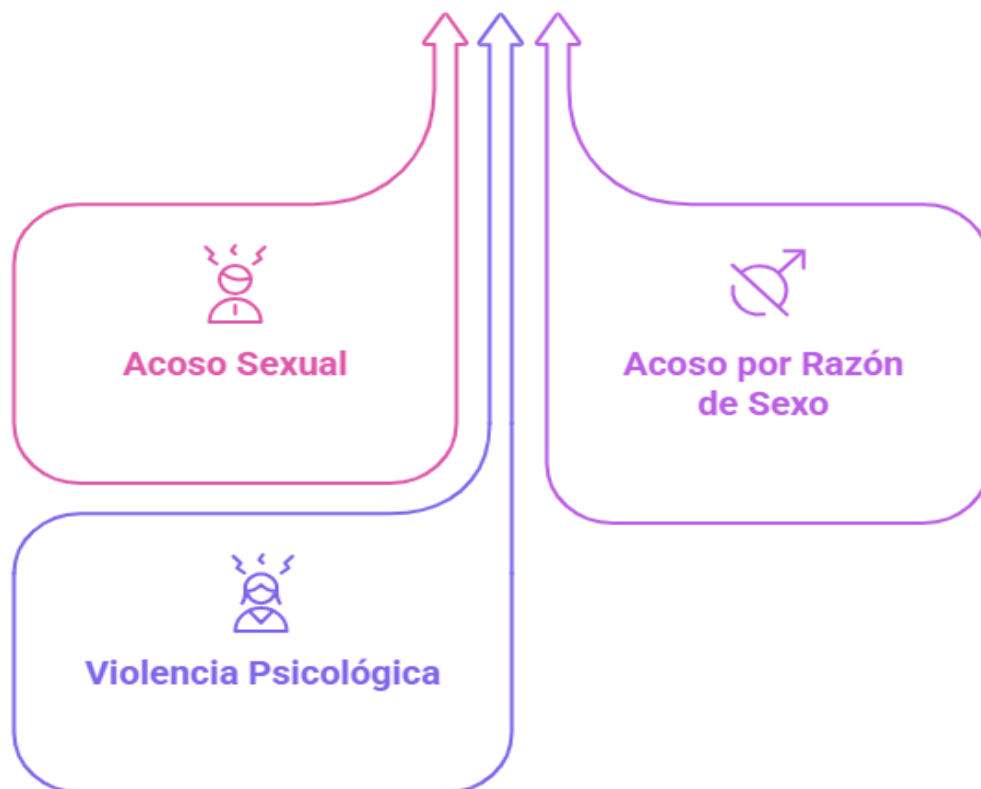 Acoso Sexual
Acoso por Razón
de Sexo
Violencia Psicológica